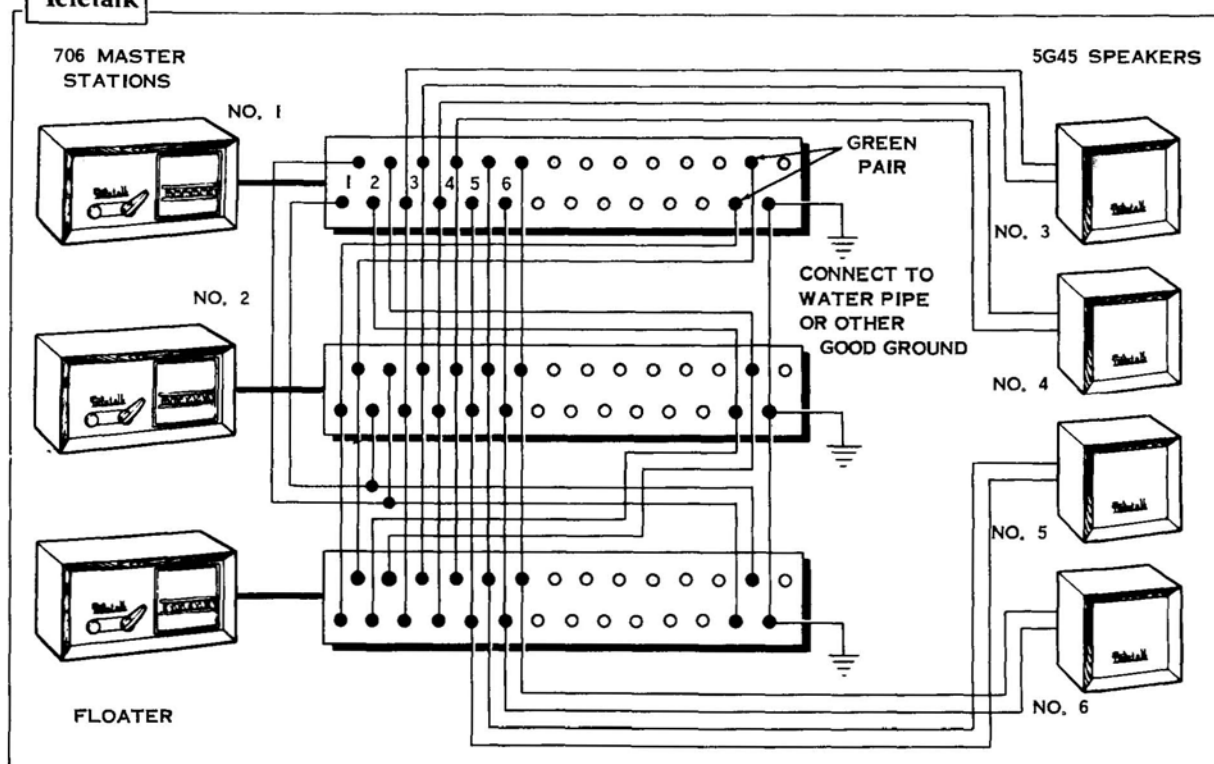 Teletalk
706 MASTER
STATIONS
5G45 SPEAKERS
NO. 1
GREEN
PAIR
1 2 3 4 5 6
NO. 3
CONNECT TO
WATER PIPE
OR OTHER
GOOD GROUND
NO. 2
NO. 4
NO. 5
FLOATER
NO. 6